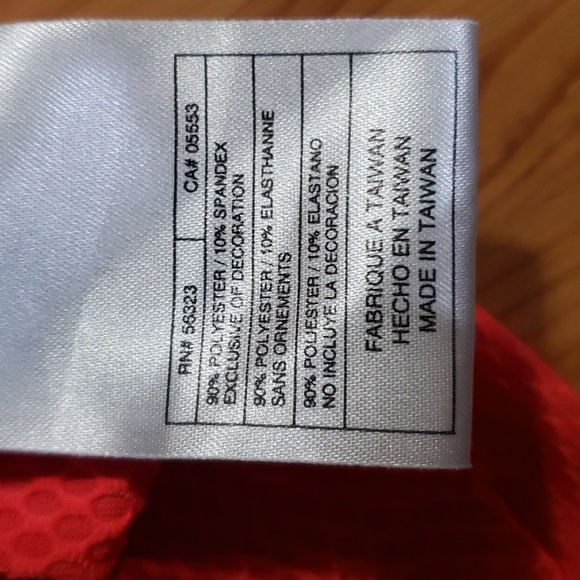 RN# 56323 CA# 05553
90% POLYESTER / 10% SPANDEX
EXCLUSIVE OF DECORATION
90% POLYESTER / 10% ELASTHANNE
SANS ORNEMENTS
90% POLIESTER / 10% ELASTANO
NO INCLUYE LA DECORACION
FABRIQUE A TAIWAN
HECHO EN TAIWAN
MADE IN TAIWAN